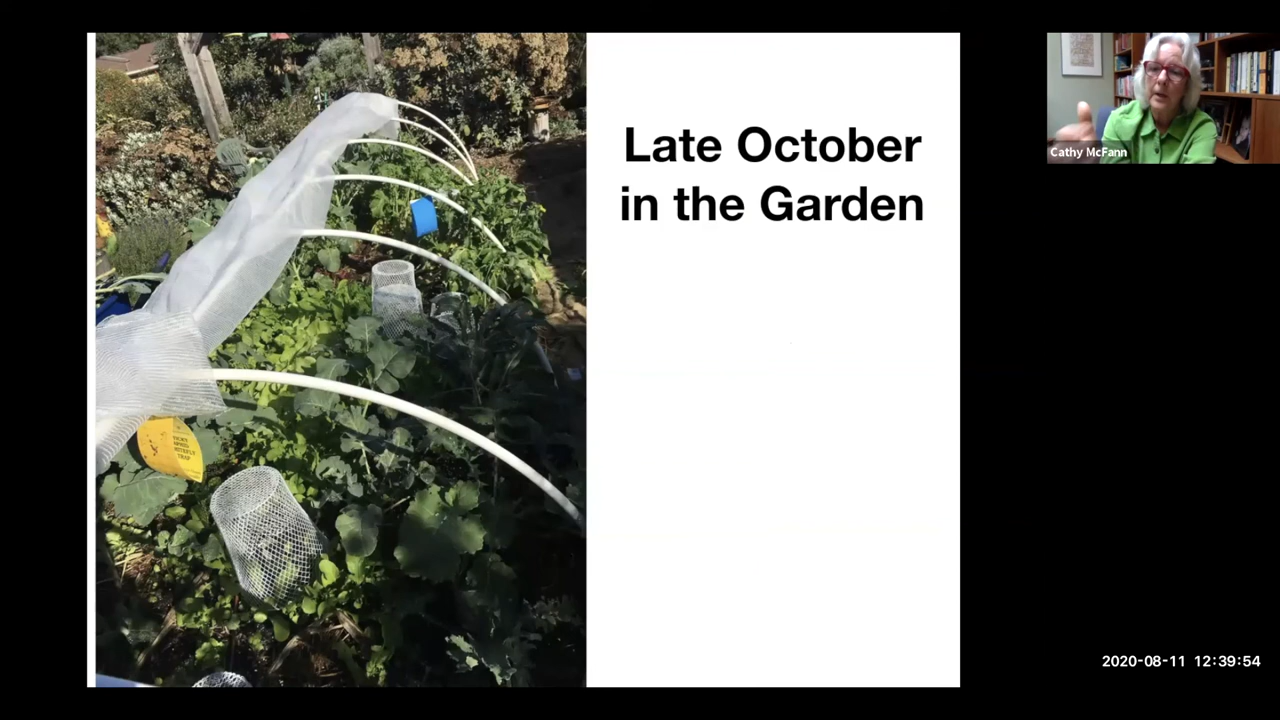 Late October
in the Garden
Cathy McFann
2020-08-11 12:39:54